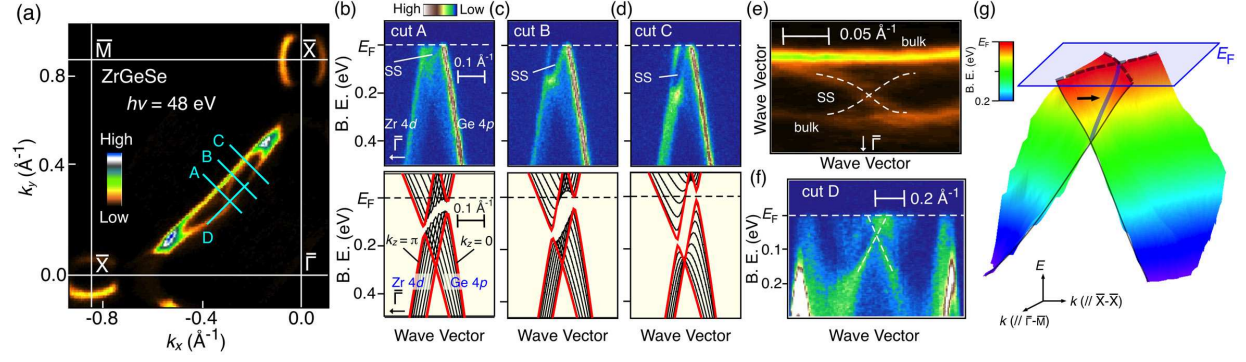 (a)
M̅
X̅
0.8
ZrGeSe
hν = 48 eV
High
Low
C
B
A
D
0.4
0.0
X̅
Γ̅
k_y (Å⁻¹)
-0.8
-0.4
0.0
k_x (Å⁻¹)
High
Low
(b)
cut A
E_F
SS
0.1 Å⁻¹
0.2
0.4
B. E. (eV)
Zr 4d
Ge 4p
Γ̅
E_F
0.1 Å⁻¹
0.2
0.4
B. E. (eV)
k_z = π
k_z = 0
Zr 4d
Ge 4p
Γ̅
Wave Vector
(c)
cut B
SS
Wave Vector
(d)
cut C
SS
Wave Vector
(e)
0.05 Å⁻¹
bulk
SS
bulk
Γ̅
Wave Vector
Wave Vector
(f)
cut D
0.2 Å⁻¹
E_F
0.1
0.2
B. E. (eV)
Wave Vector
(g)
E_F
B. E. (eV)
0.2
E_F
E
k (// X̅-X̅)
k (// Γ̅-M̅)